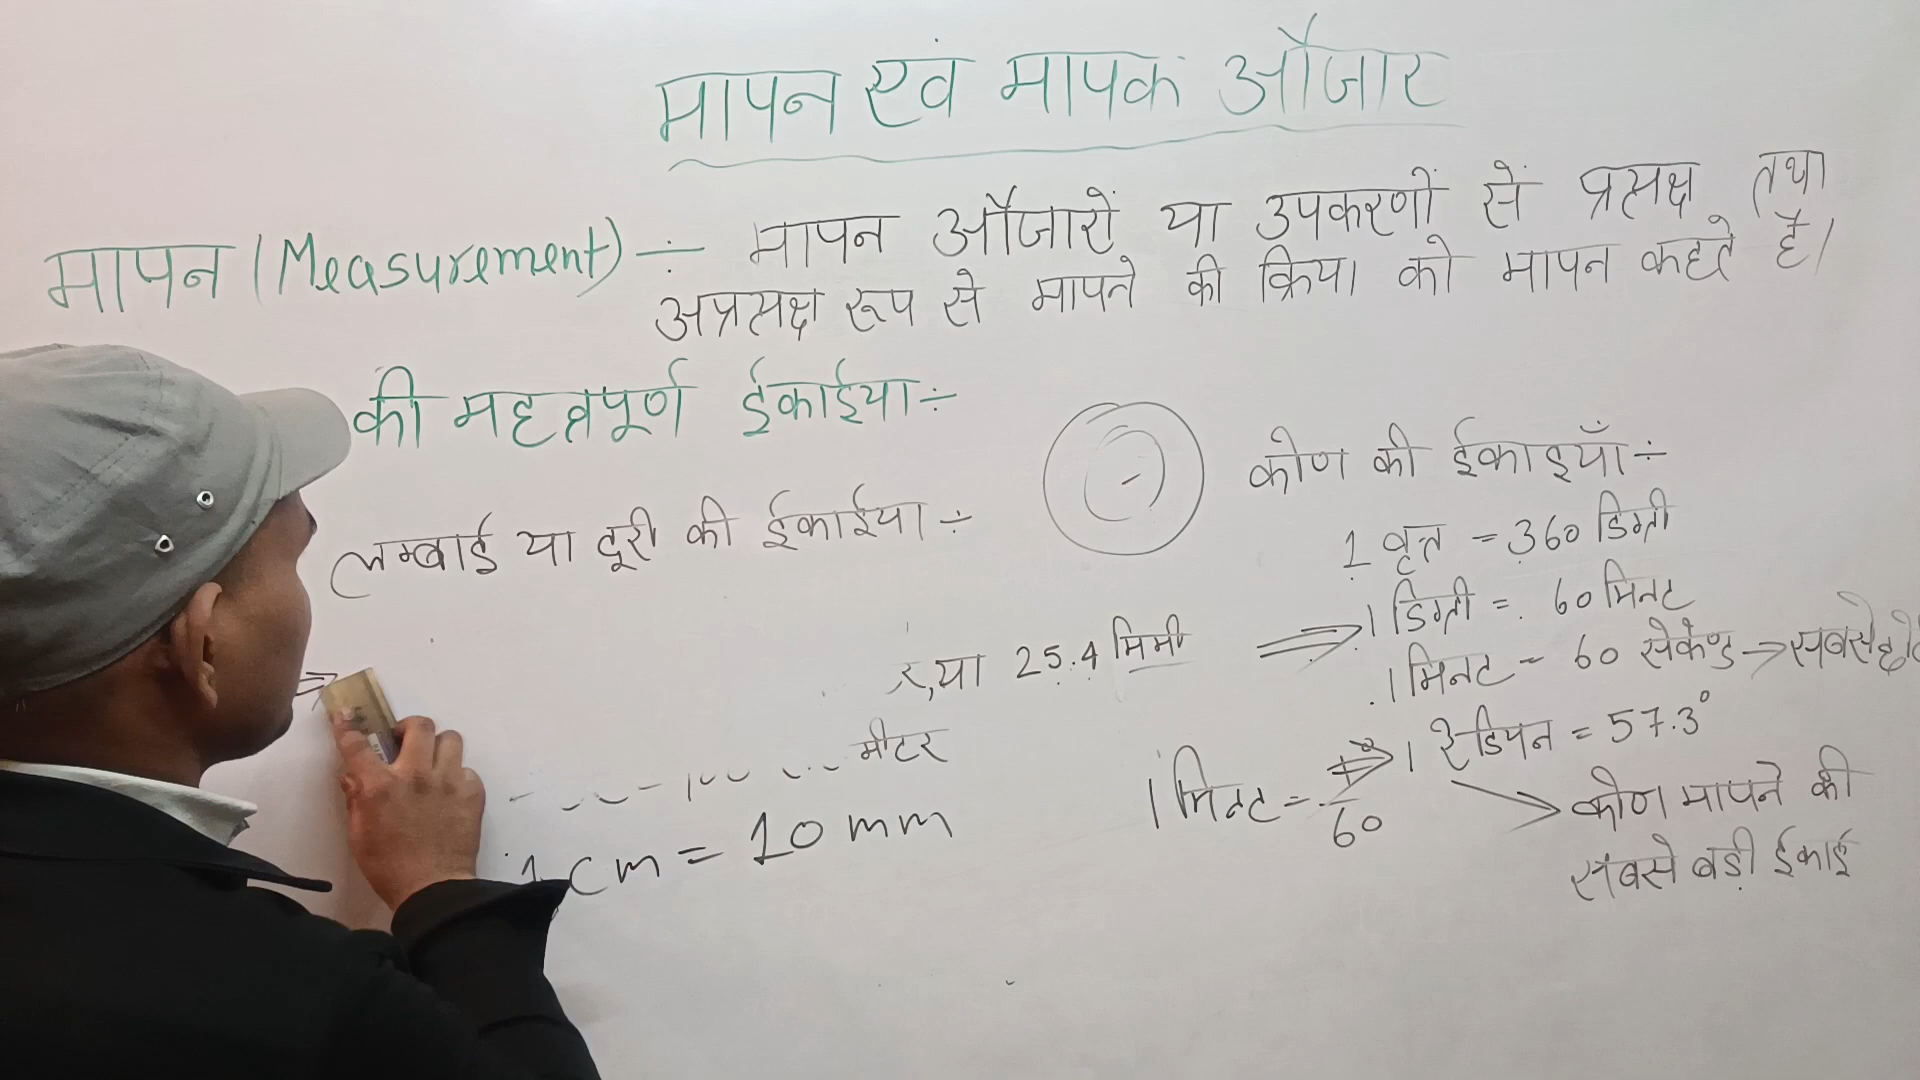 मापन एवं मापक औजार
मापन (Measurement) ÷ मापन औजारों या उपकरणों सें प्रत्यक्ष तथा
अप्रत्यक्ष रूप से मापने की क्रिया को मापन कहते है।
की महत्वपूर्ण ईकाईया ÷
लम्बाई या दूरी की ईकाईया ÷
या 25.4 मिमी
मीटर
1 cm = 10 mm
कोण की ईकाइयाँ ÷
1 वृत्त = 360 डिग्री
⇒ 1 डिग्री = 60 मिनट
1 मिनट = 60 सेकेण्ड → सबसे
⇒ 1 रेडियन = 57.3°
→ कोण मापने की
सबसे बड़ी ईकाई
1 मिनट = 60